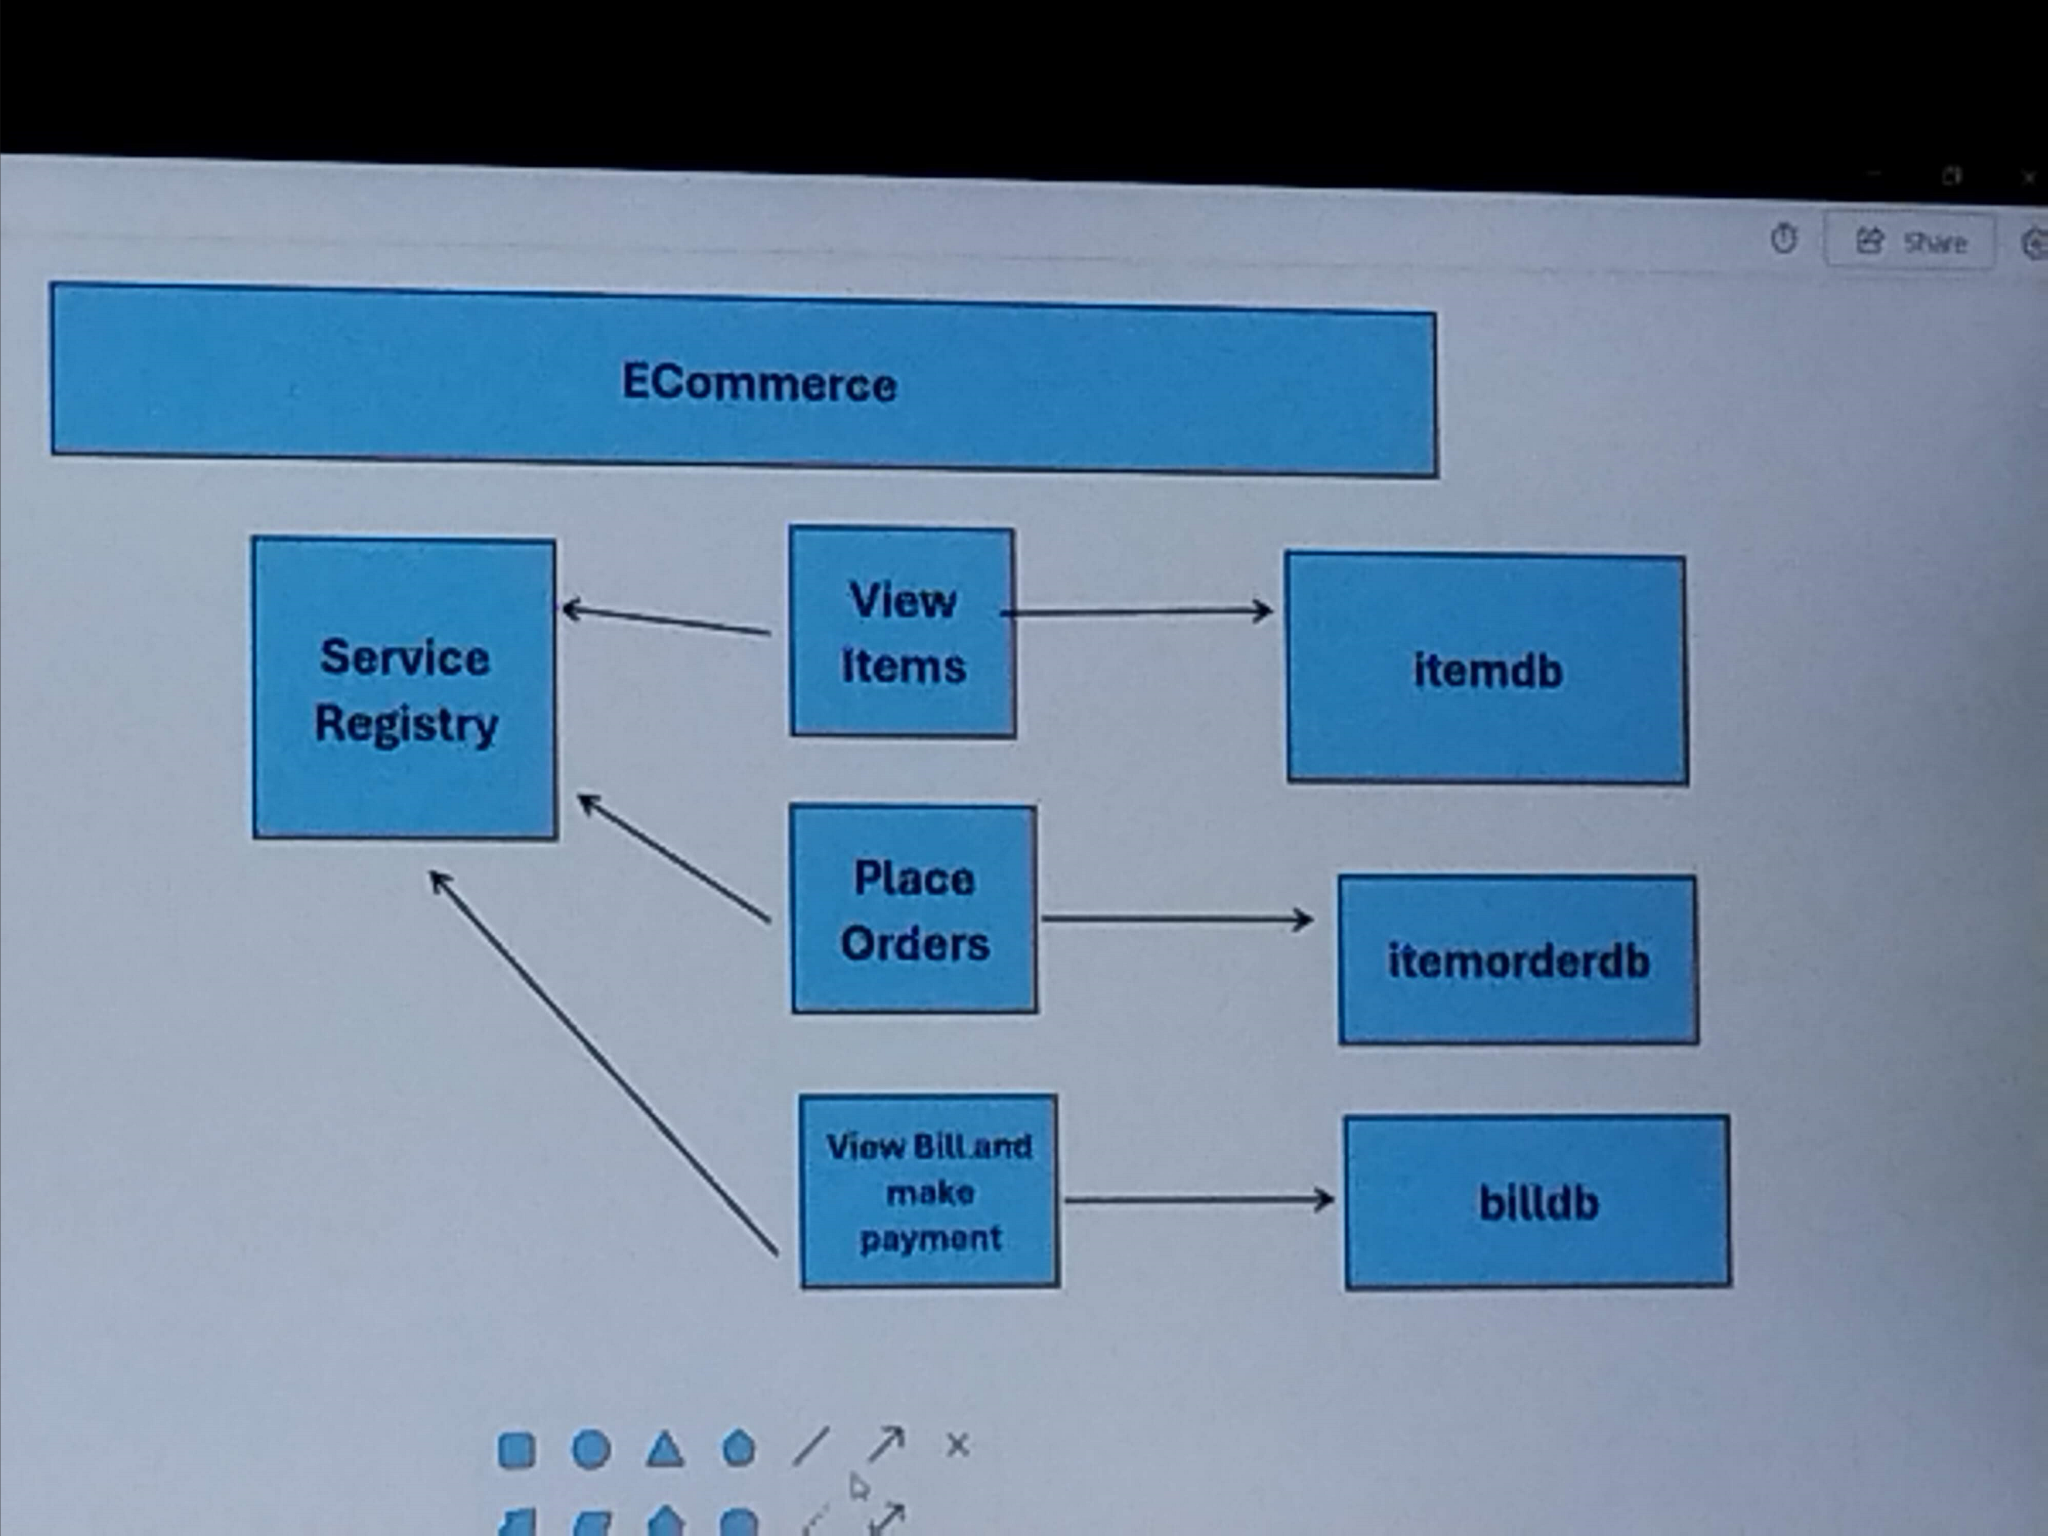 Share
ECommerce
Service
Registry
View
Items
itemdb
Place
Orders
itemorderdb
View Bill and
make
payment
billdb